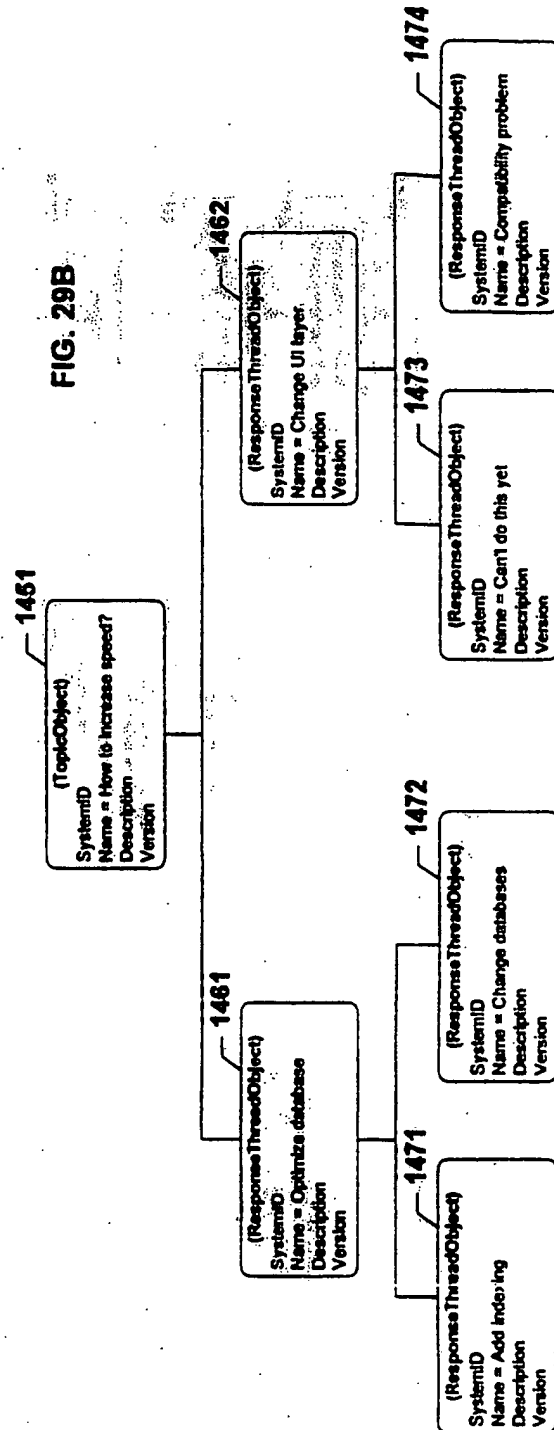 FIG. 29B
1451
(TopicObject)
SystemID
Name = How to increase speed?
Description
Version
1461
(ResponseThreadObject)
SystemID
Name = Optimize database
Description
Version
1462
(ResponseThreadObject)
SystemID
Name = Change UI layer
Description
Version
1471
(ResponseThreadObject)
SystemID
Name = Add indexing
Description
Version
1472
(ResponseThreadObject)
SystemID
Name = Change databases
Description
Version
1473
(ResponseThreadObject)
SystemID
Name = Can't do this yet
Description
Version
1474
(ResponseThreadObject)
SystemID
Name = Compatibility problem
Description
Version